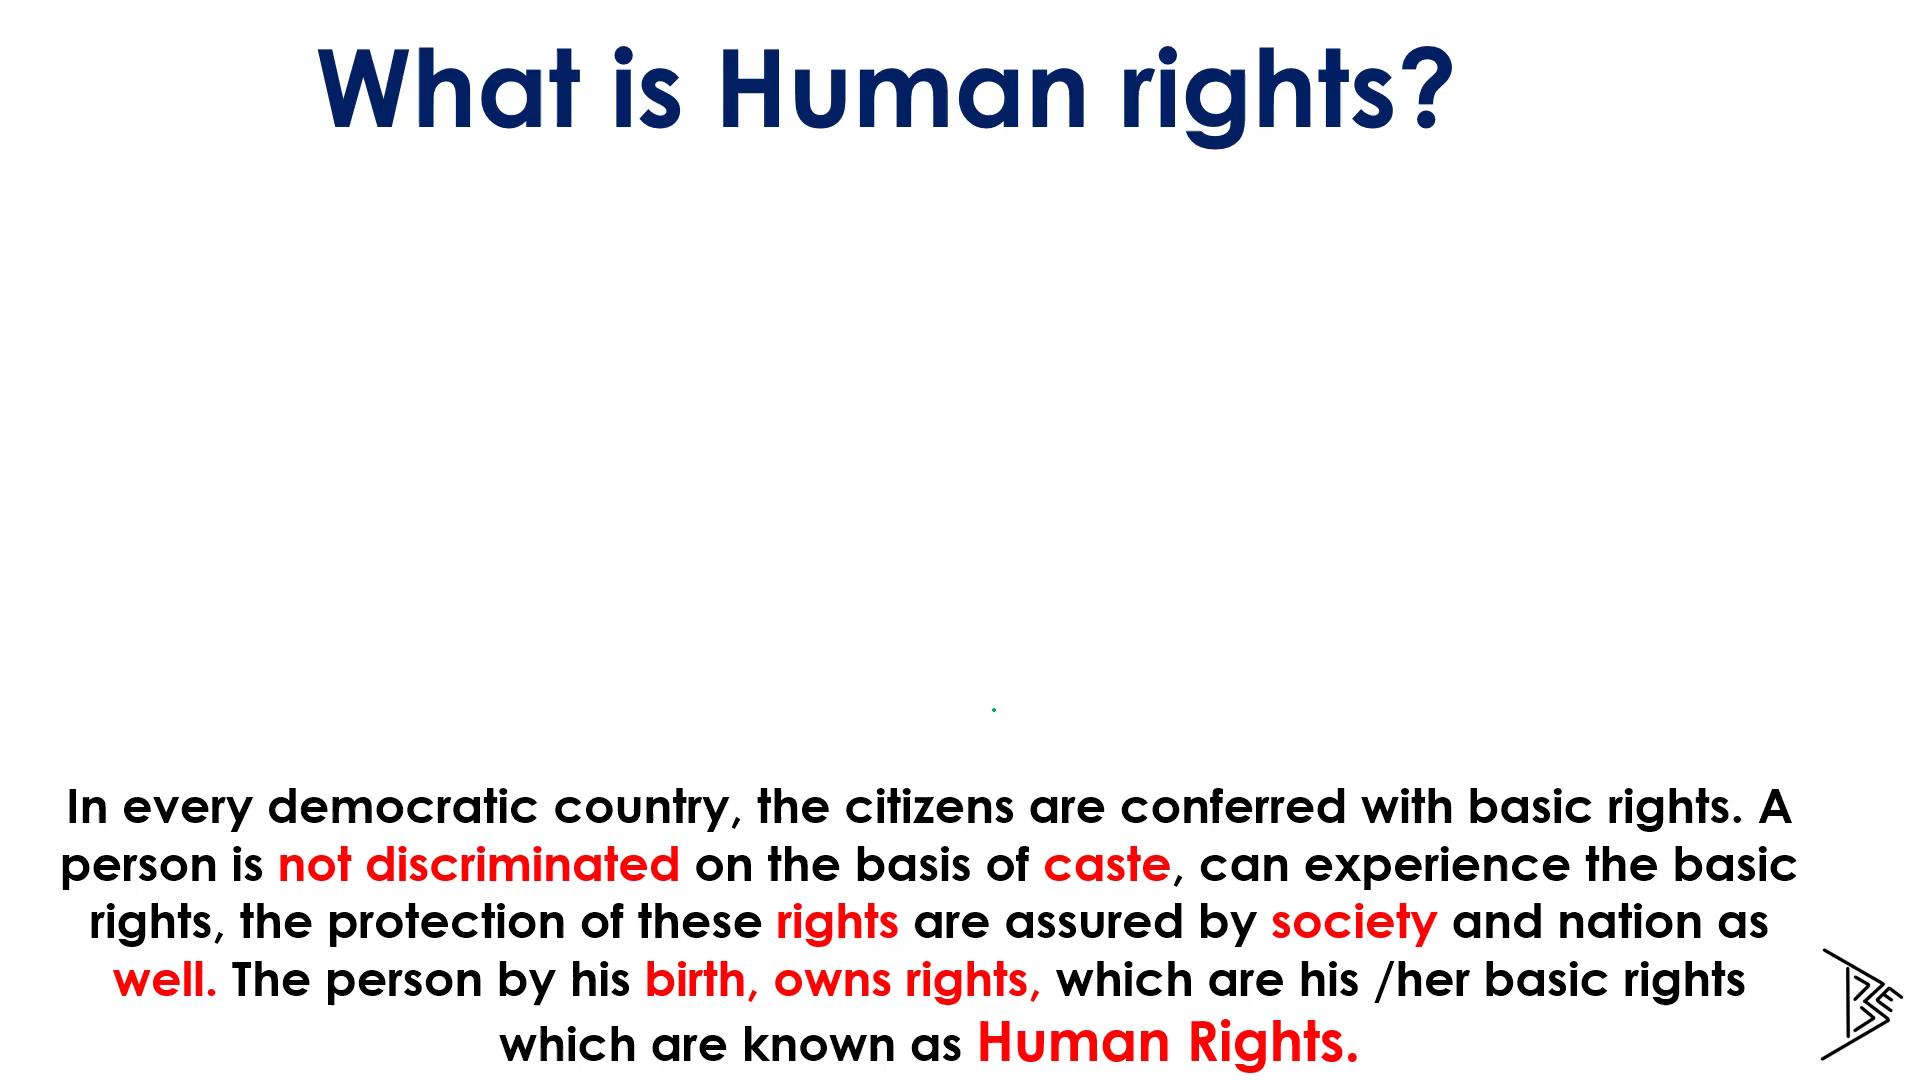 What is Human rights?
In every democratic country, the citizens are conferred with basic rights. A
person is not discriminated on the basis of caste, can experience the basic
rights, the protection of these rights are assured by society and nation as
well. The person by his birth, owns rights, which are his /her basic rights
which are known as Human Rights.